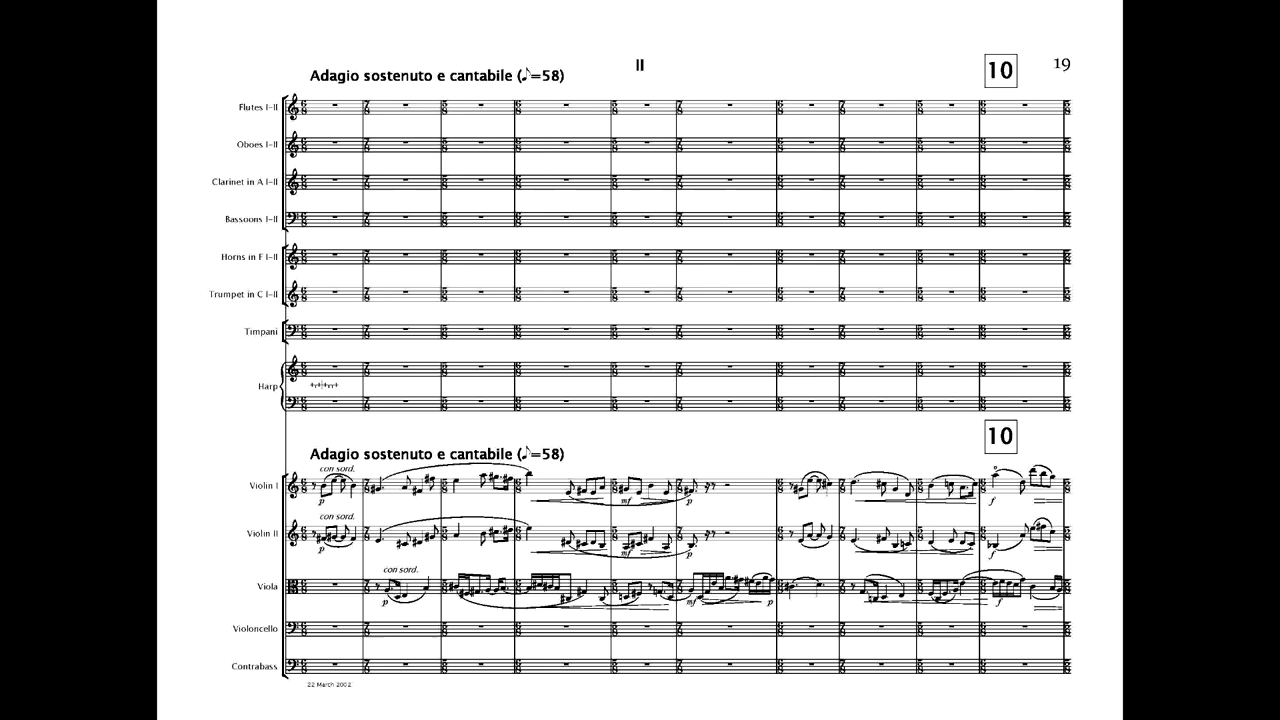 II
10
19
Adagio sostenuto e cantabile (♪=58)
Flutes I-II
Oboes I-II
Clarinet in A I-II
Bassoons I-II
Horns in F I-II
Trumpet in C I-II
Timpani
Harp
10
Adagio sostenuto e cantabile (♪=58)
con sord.
Violin I
p
mf
p
f
con sord.
Violin II
p
mf
p
f
con sord.
Viola
p
mf
p
f
Violoncello
Contrabass
22 March 2002